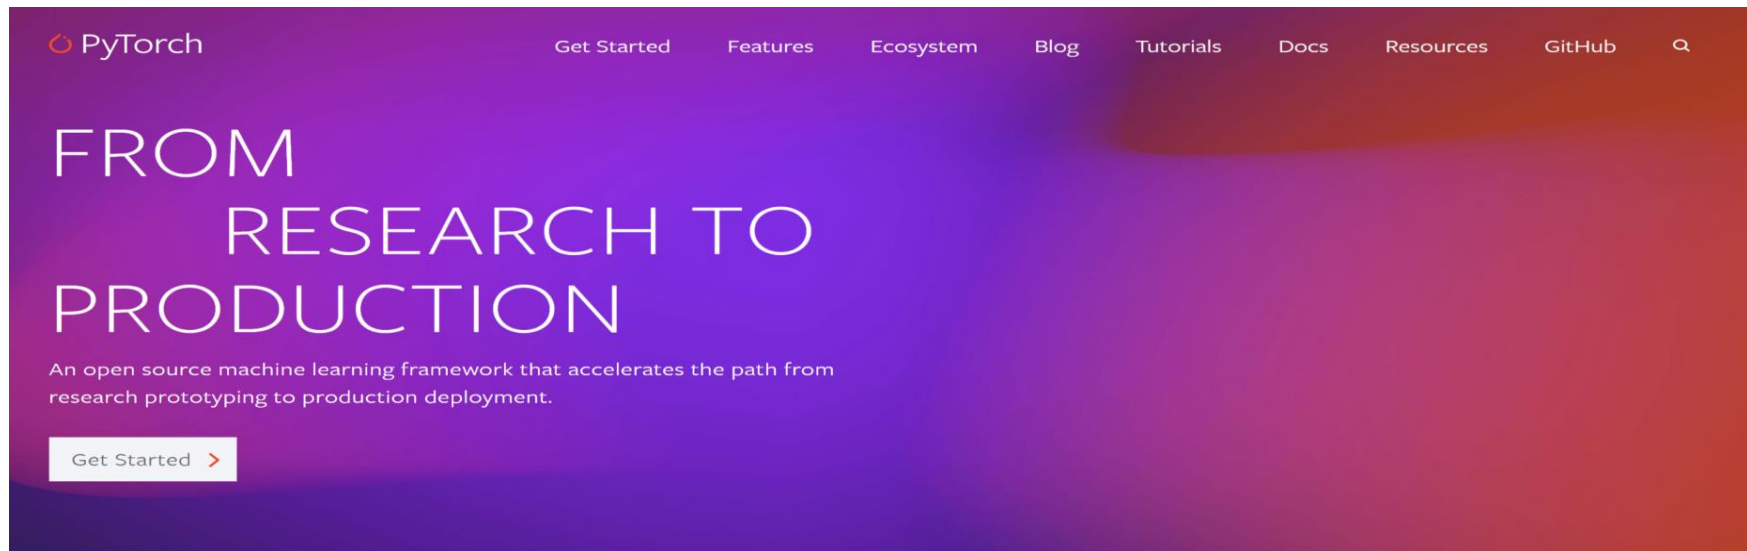 PyTorch
Get Started Features Ecosystem Blog Tutorials Docs Resources GitHub
FROM
RESEARCH TO
PRODUCTION
An open source machine learning framework that accelerates the path from
research prototyping to production deployment.
Get Started